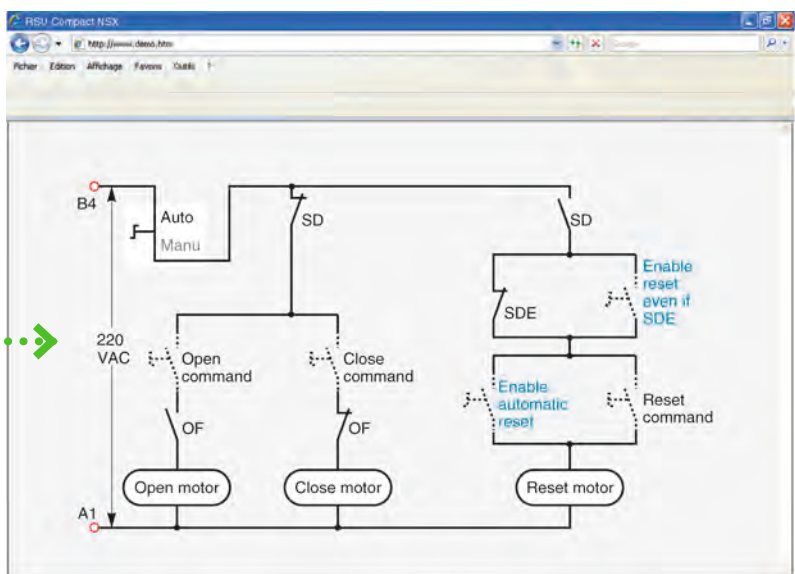 RSU Compact NSX
http://www.demo.htm
Fichier Edition Affichage Favoris Outils ?
B4
Auto
Manu
SD
SD
Enable
reset
even if
SDE
SDE
220
VAC
Open
command
Close
command
Enable
automatic
reset
Reset
command
OF
OF
Open motor
Close motor
Reset motor
A1